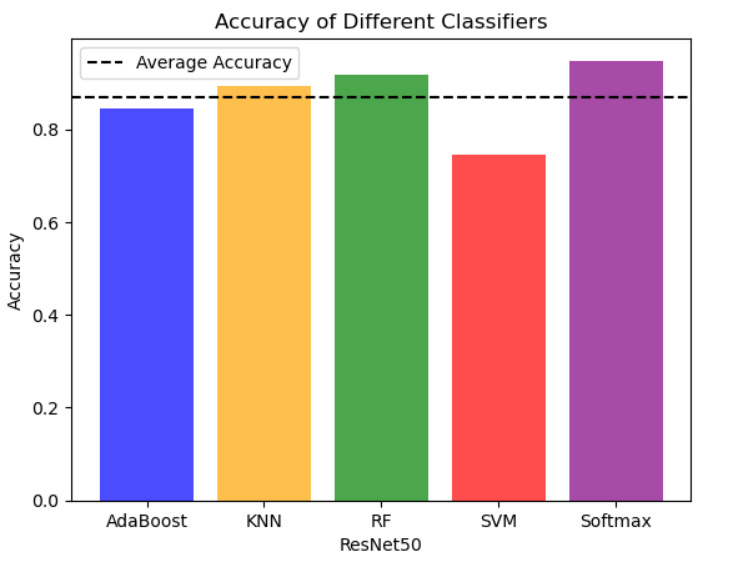 Accuracy of Different Classifiers
Average Accuracy
0.8
0.6
0.4
0.2
0.0
Accuracy
AdaBoost KNN RF SVM Softmax
ResNet50